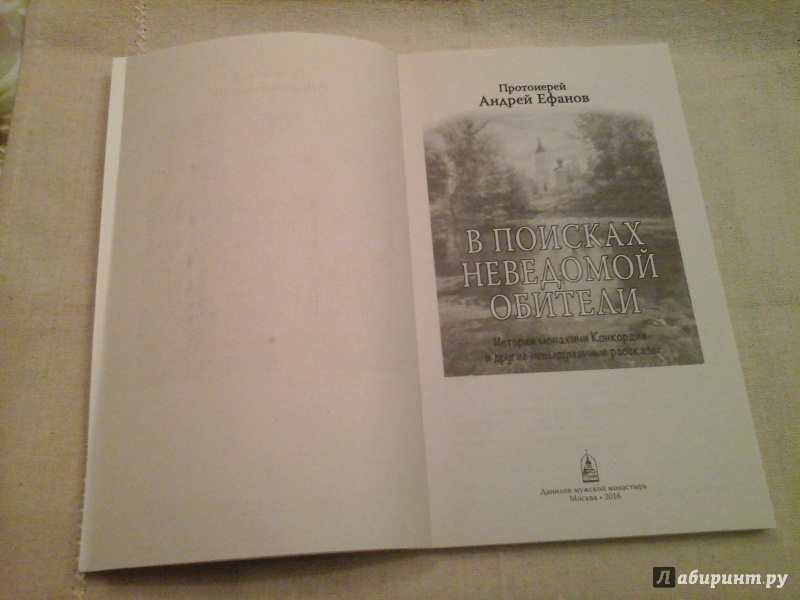 Протоиерей
Андрей Ефанов
В ПОИСКАХ
НЕВЕДОМОЙ
ОБИТЕЛИ
История монахини Конкордии
и другие невыдуманные рассказы
Данилов мужской монастырь
Москва • 2016
Лабиринт.ру